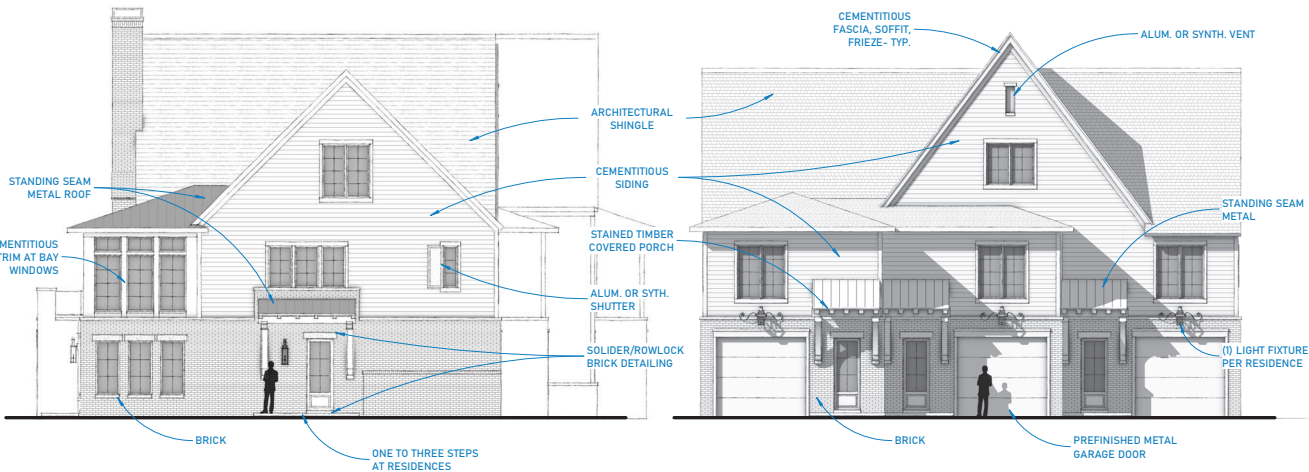 CEMENTITIOUS
FASCIA, SOFFIT,
FRIEZE- TYP.
ALUM. OR SYNTH. VENT
ARCHITECTURAL
SHINGLE
STANDING SEAM
METAL ROOF
CEMENTITIOUS
SIDING
STANDING SEAM
METAL
MENTITIOUS
TRIM AT BAY
WINDOWS
STAINED TIMBER
COVERED PORCH
ALUM. OR SYTH.
SHUTTER
SOLIDER/ROWLOCK
BRICK DETAILING
(1) LIGHT FIXTURE
PER RESIDENCE
BRICK
ONE TO THREE STEPS
AT RESIDENCES
BRICK
PREFINISHED METAL
GARAGE DOOR